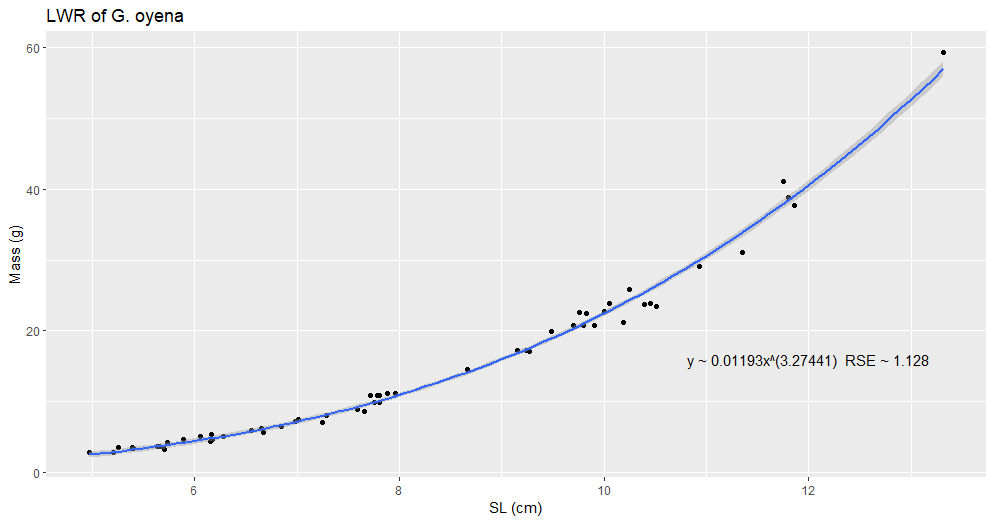 LWR of G. oyena
60
40
20
0
Mass (g)
y ~ 0.01193x^(3.27441)  RSE ~ 1.128
6 8 10 12
SL (cm)